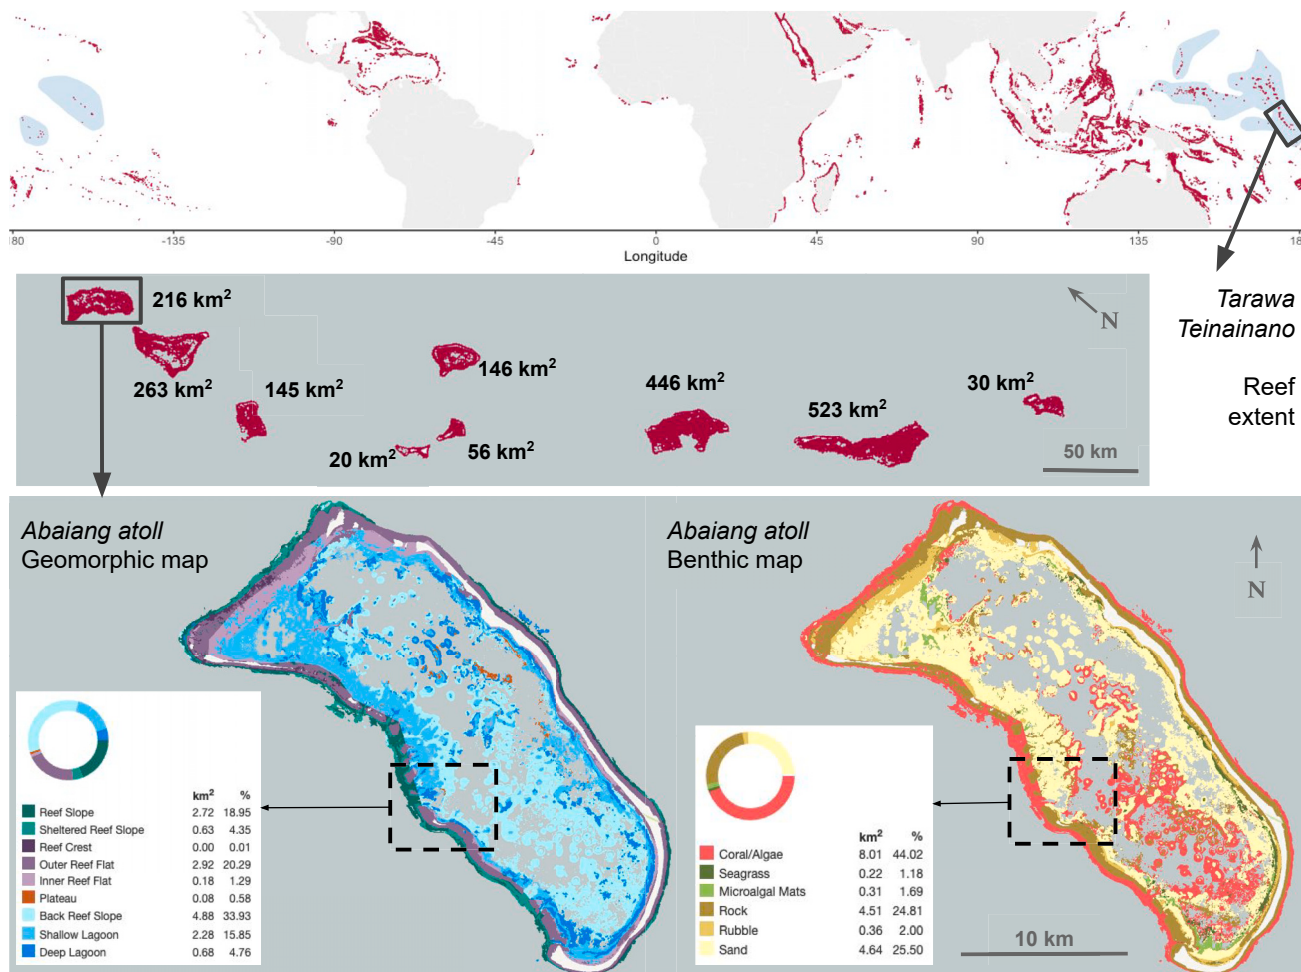 80 -135 -90 -45 0 45 90 135 18
Longitude
Tarawa
Teinainano
Reef
extent
216 km²
N
263 km²
145 km²
146 km²
446 km²
30 km²
523 km²
20 km²
56 km²
50 km
Abaiang atoll
Geomorphic map
km² %
Reef Slope 2.72 18.95
Sheltered Reef Slope 0.63 4.35
Reef Crest 0.00 0.01
Outer Reef Flat 2.92 20.29
Inner Reef Flat 0.18 1.29
Plateau 0.08 0.58
Back Reef Slope 4.88 33.93
Shallow Lagoon 2.28 15.85
Deep Lagoon 0.68 4.76
Abaiang atoll
Benthic map
N
km² %
Coral/Algae 8.01 44.02
Seagrass 0.22 1.18
Microalgal Mats 0.31 1.69
Rock 4.51 24.81
Rubble 0.36 2.00
Sand 4.64 25.50
10 km